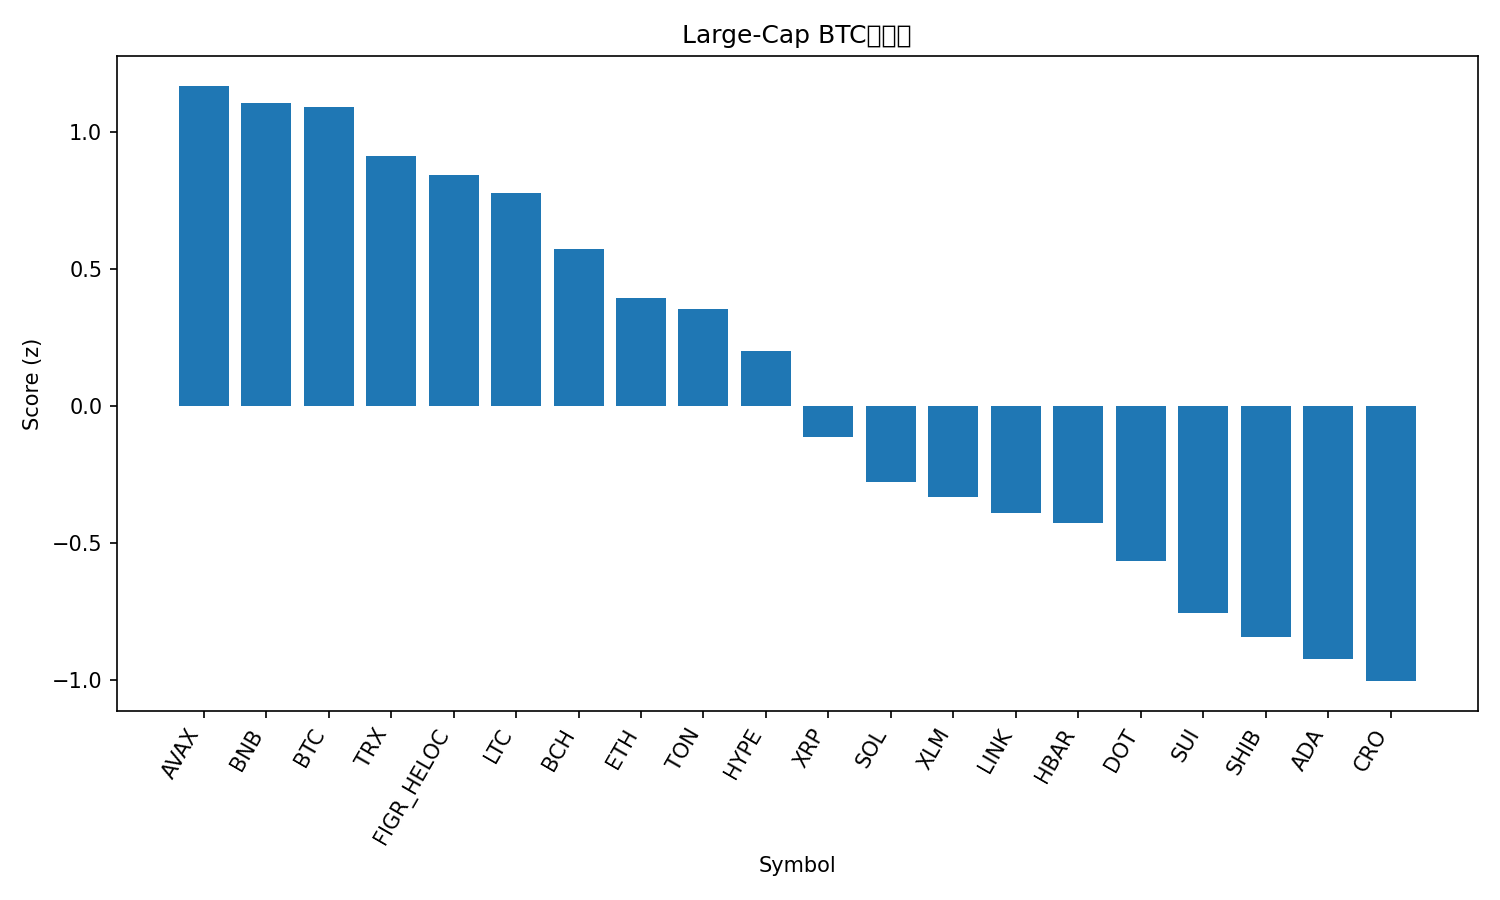 Large-Cap BTC
Score (z)
1.0
0.5
0.0
−0.5
−1.0
AVAX
BNB
BTC
TRX
FIGR_HELOC
LTC
BCH
ETH
TON
HYPE
XRP
SOL
XLM
LINK
HBAR
DOT
SUI
SHIB
ADA
CRO
Symbol